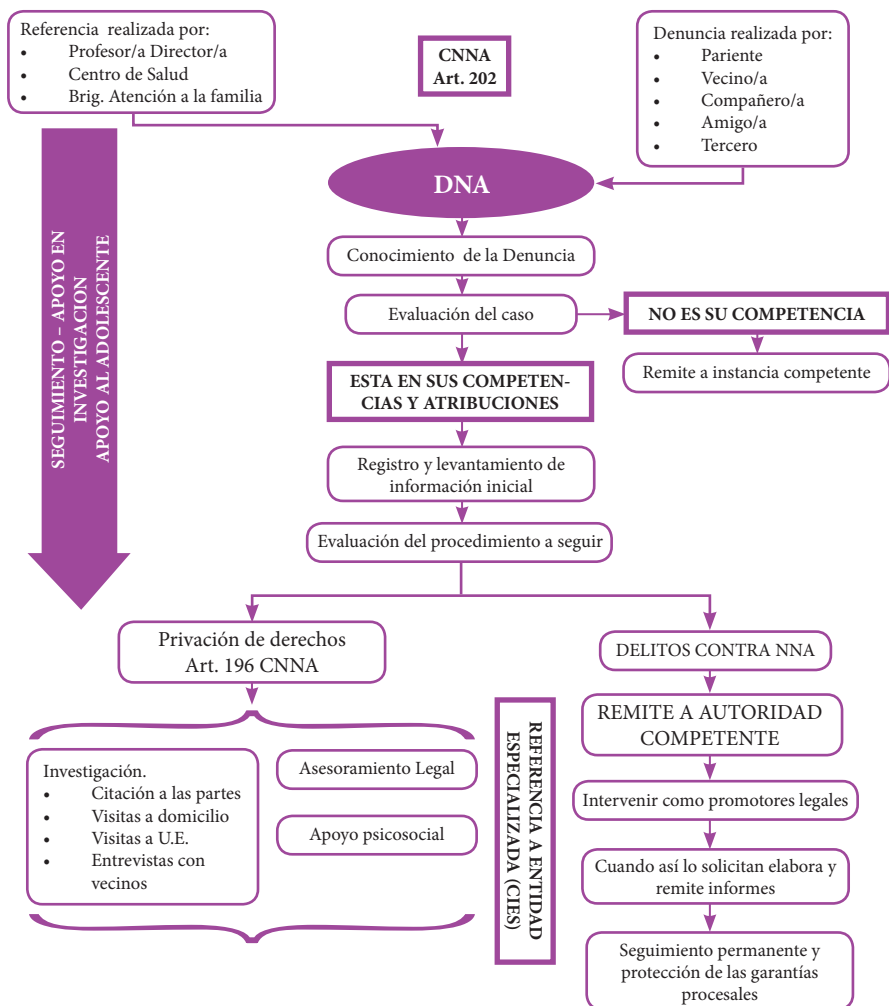 Referencia realizada por:
• Profesor/a Director/a
• Centro de Salud
• Brig. Atención a la familia
CNNA
Art. 202
Denuncia realizada por:
• Pariente
• Vecino/a
• Compañero/a
• Amigo/a
• Tercero
SEGUIMIENTO – APOYO EN
INVESTIGACION
APOYO AL ADOLESCENTE
DNA
Conocimiento de la Denuncia
Evaluación del caso
NO ES SU COMPETENCIA
Remite a instancia competente
ESTA EN SUS COMPETEN-
CIAS Y ATRIBUCIONES
Registro y levantamiento de
información inicial
Evaluación del procedimiento a seguir
Privación de derechos
Art. 196 CNNA
Investigación.
• Citación a las partes
• Visitas a domicilio
• Visitas a U.E.
• Entrevistas con
vecinos
Asesoramiento Legal
Apoyo psicosocial
REFERENCIA A ENTIDAD
ESPECIALIZADA (CIES)
DELITOS CONTRA NNA
REMITE A AUTORIDAD
COMPETENTE
Intervenir como promotores legales
Cuando así lo solicitan elabora y
remite informes
Seguimiento permanente y
protección de las garantías
procesales